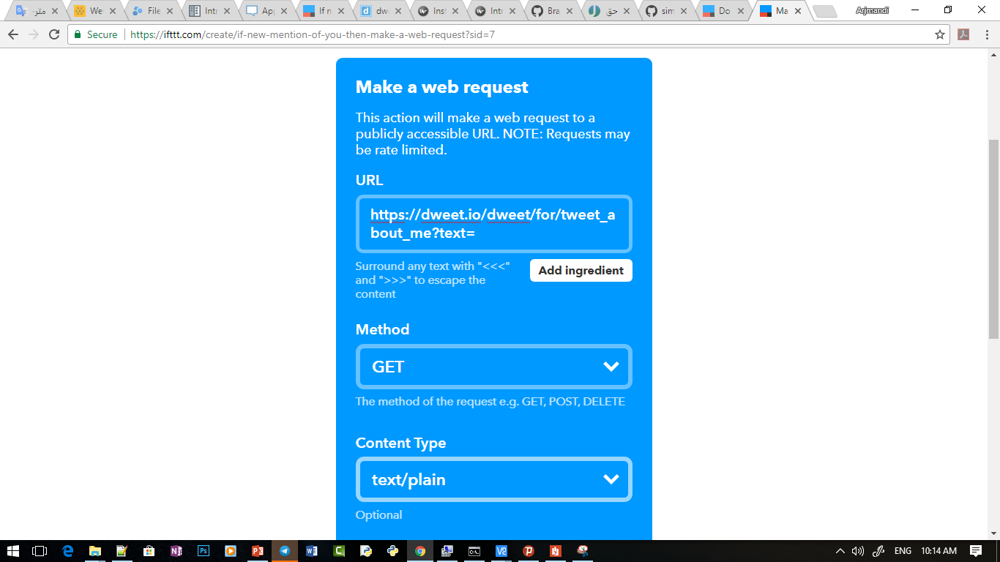 متر
We
File
Intr
App
If n
dwe
Inst
Intr
Bra
حق
sim
Do
Ma
Arjmandi
Secure
https://ifttt.com/create/if-new-mention-of-you-then-make-a-web-request?sid=7
Make a web request
This action will make a web request to a
publicly accessible URL. NOTE: Requests may
be rate limited.
URL
https://dweet.io/dweet/for/tweet_a
bout_me?text=
Surround any text with "<<<"
and ">>>" to escape the
content
Add ingredient
Method
GET
The method of the request e.g. GET, POST, DELETE
Content Type
text/plain
Optional
ENG
10:14 AM